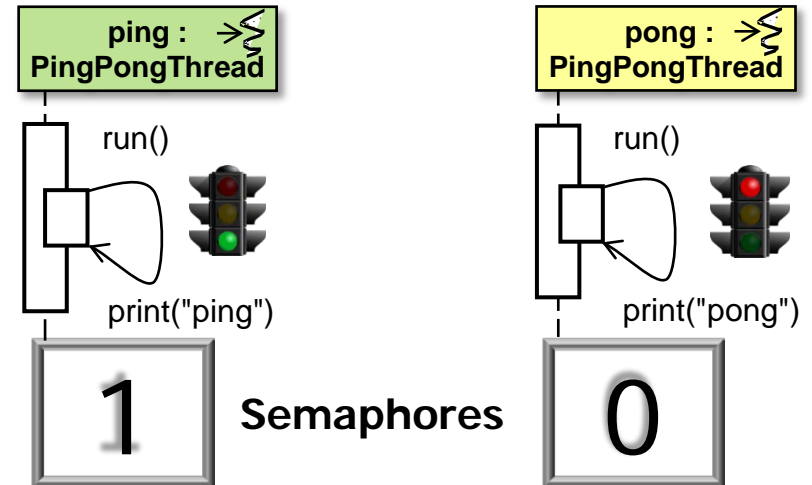 ping :
PingPongThread
run()
print("ping")
1
Semaphores
pong :
PingPongThread
run()
print("pong")
0